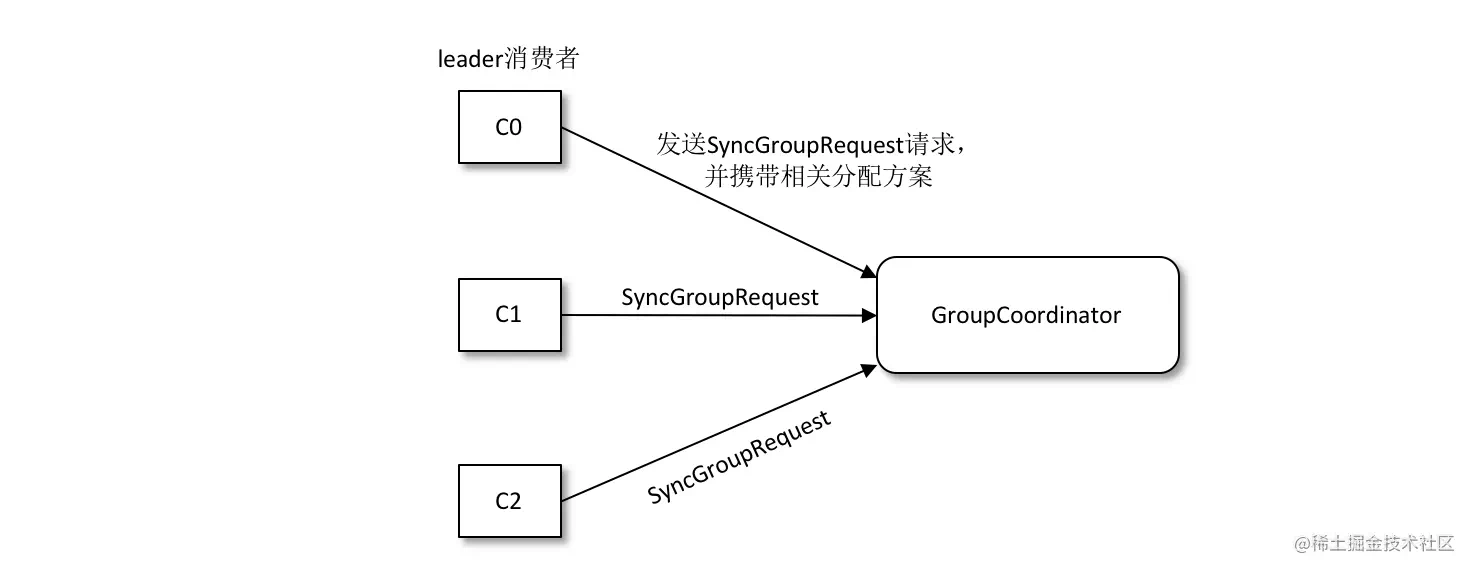 leader消费者
C0
发送SyncGroupRequest请求，
并携带相关分配方案
C1
SyncGroupRequest
GroupCoordinator
C2
SyncGroupRequest
@稀土掘金技术社区